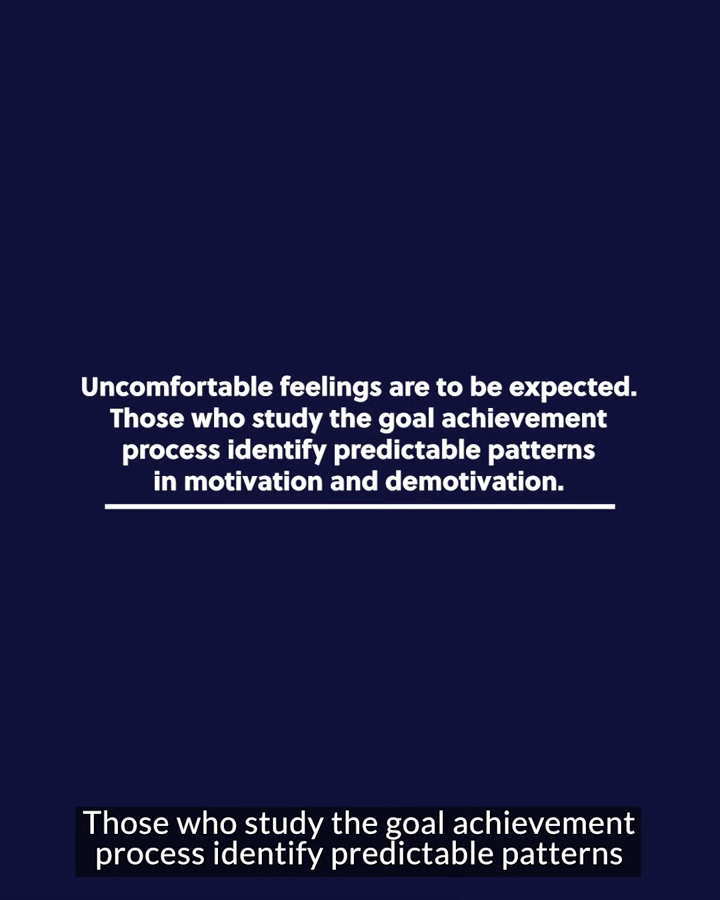 Uncomfortable feelings are to be expected.
Those who study the goal achievement
process identify predictable patterns
in motivation and demotivation.
Those who study the goal achievement
process identify predictable patterns